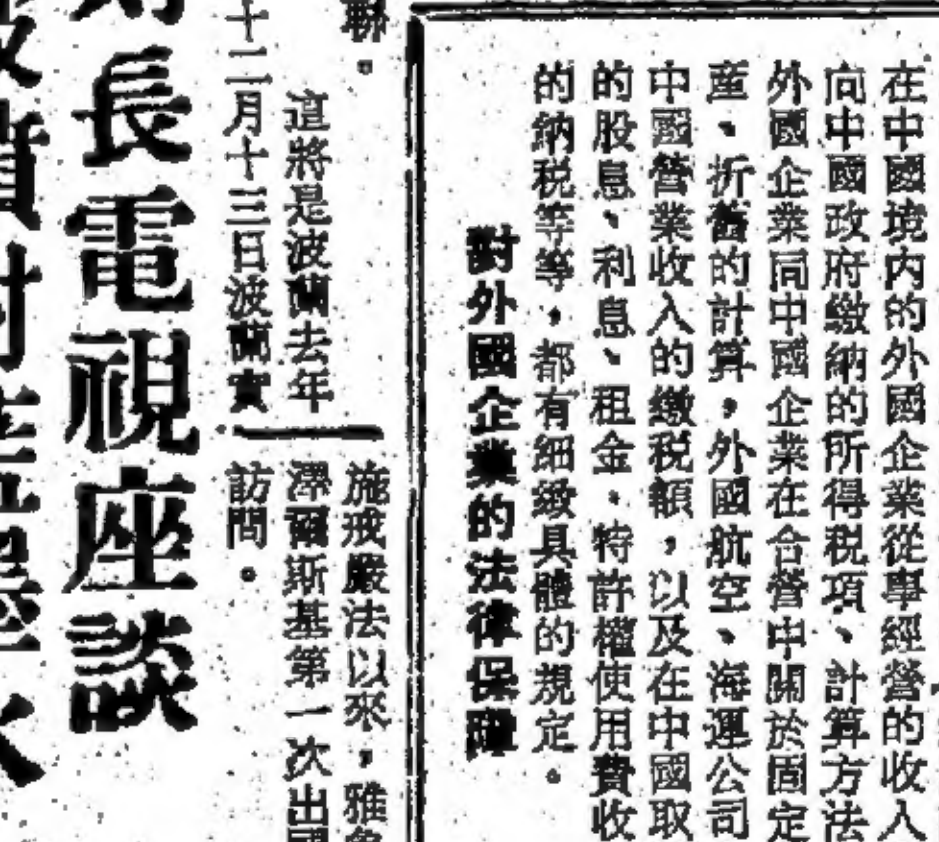 在中國境内的外國企業從事經營的收入
向中國政府繳納的所得税項、計算方法
外國企業同中國企業在合營中關於固定
産、折舊的計算，外國航空、海運公司
中國營業收入的繳税額，以及在中國取
的股息、利息、租金、特許權使用費收
的納税等等，都有細緻具體的規定。
對外國企業的法律保障
聯。
這將是波蘭去年
十二月十三日波蘭實
施戒嚴法以來，雅魯
澤爾斯基第一次出國
訪問。
長電視座談